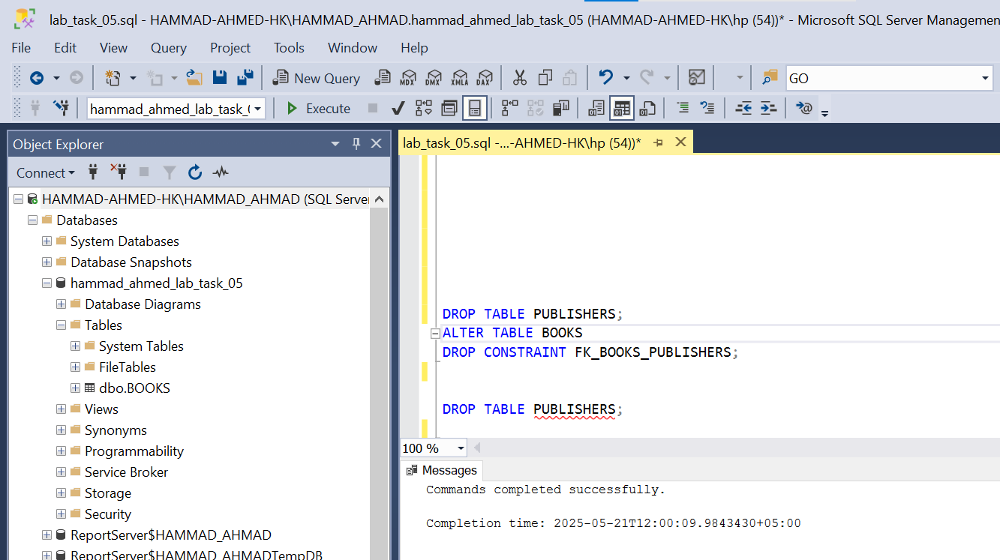 lab_task_05.sql - HAMMAD-AHMED-HK\HAMMAD_AHMAD.hammad_ahmed_lab_task_05 (HAMMAD-AHMED-HK\hp (54))* - Microsoft SQL Server Managemen
File Edit View Query Project Tools Window Help
New Query MDX DMX XMLA DAX GO
hammad_ahmed_lab_task_ Execute
Object Explorer
lab_task_05.sql -...-AHMED-HK\hp (54))*
Connect
HAMMAD-AHMED-HK\HAMMAD_AHMAD (SQL Server
Databases
System Databases
Database Snapshots
hammad_ahmed_lab_task_05
Database Diagrams
Tables
System Tables
FileTables
dbo.BOOKS
Views
Synonyms
Programmability
Service Broker
Storage
Security
ReportServer$HAMMAD_AHMAD
ReportServer$HAMMAD_AHMADTempDB
DROP TABLE PUBLISHERS;
ALTER TABLE BOOKS
DROP CONSTRAINT FK_BOOKS_PUBLISHERS;
DROP TABLE PUBLISHERS;
100 %
Messages
Commands completed successfully.
Completion time: 2025-05-21T12:00:09.9843430+05:00